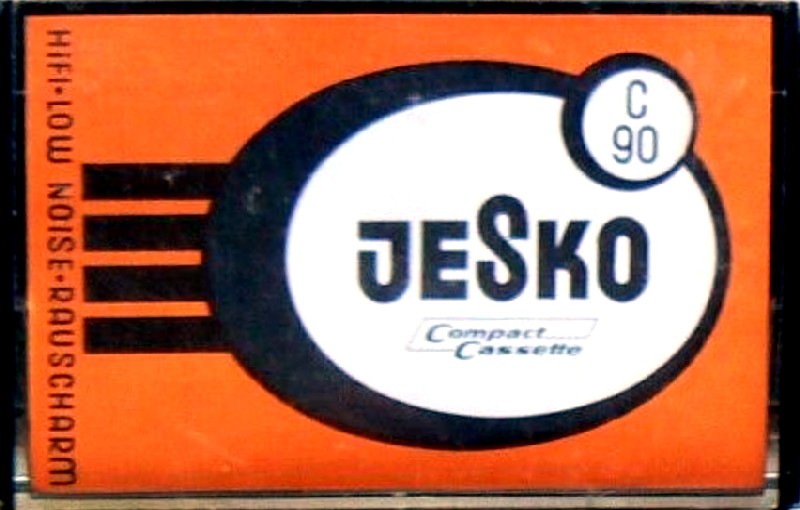 HIFI•LOW NOISE•RAUSCHARM
C
90
JESKO
Compact
Cassette